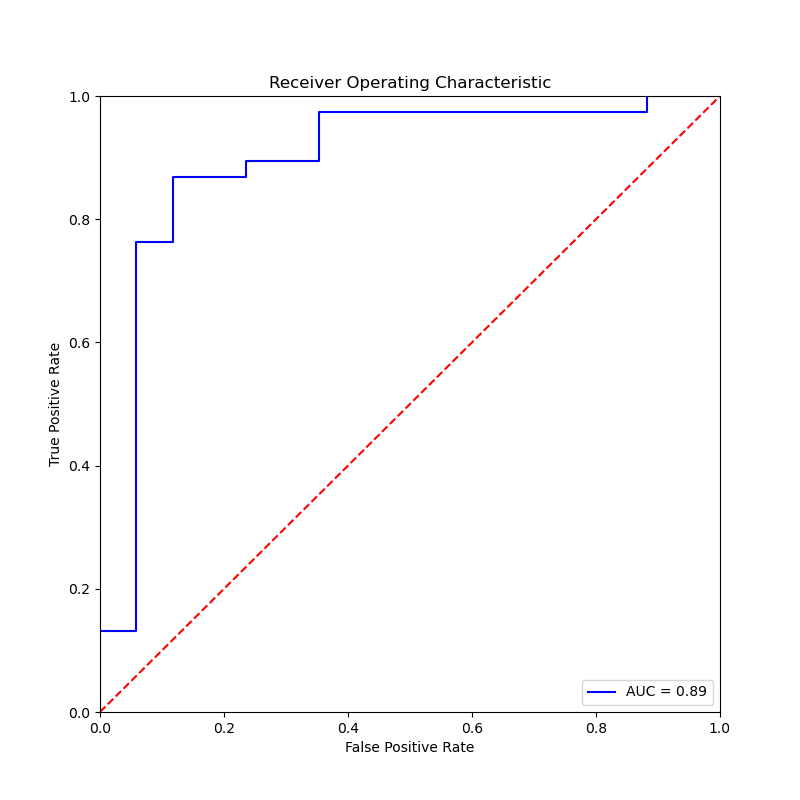 Receiver Operating Characteristic
1.0
0.8
0.6
0.4
0.2
0.0
True Positive Rate
AUC = 0.89
0.0 0.2 0.4 0.6 0.8 1.0
False Positive Rate